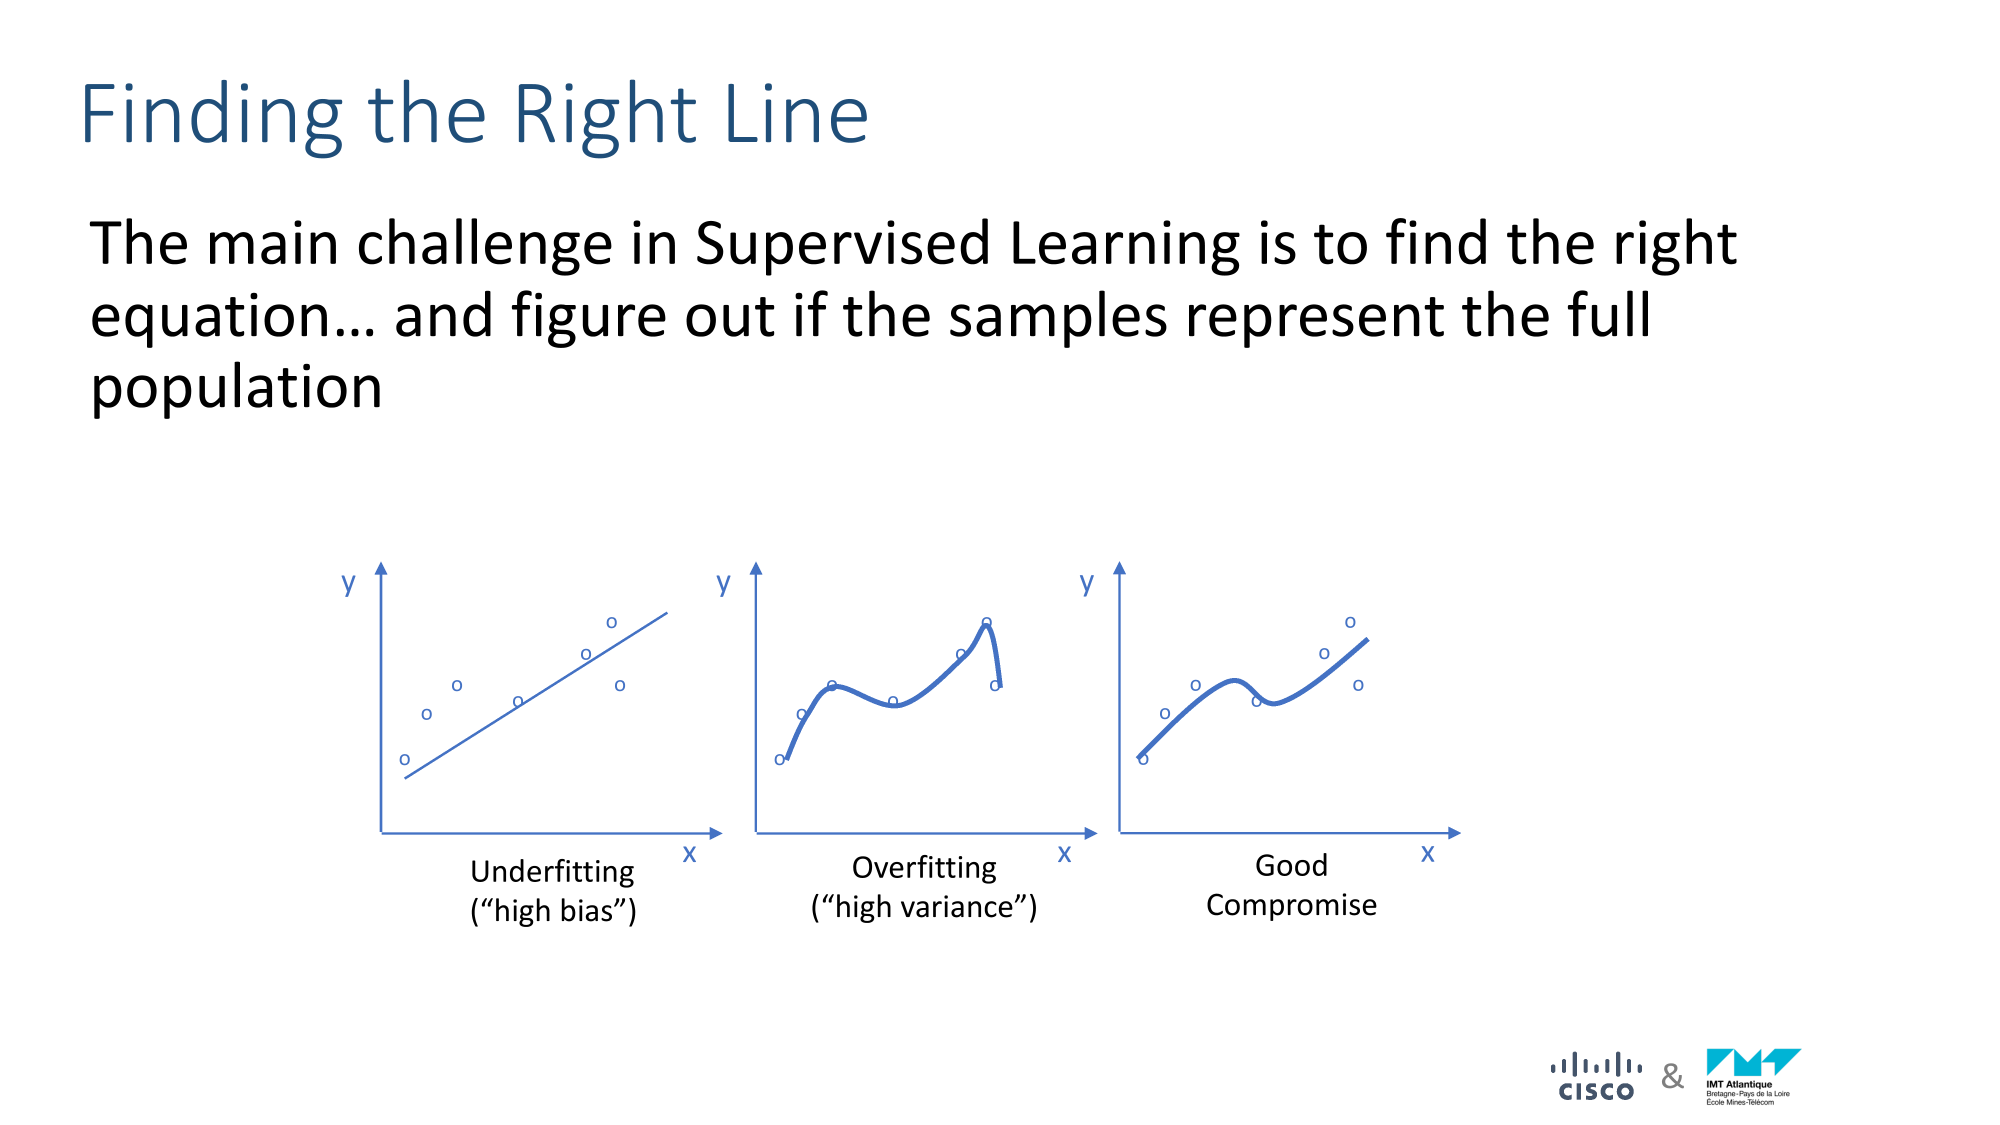 Finding the Right Line
The main challenge in Supervised Learning is to find the right
equation… and figure out if the samples represent the full
population
y
y
y
x
x
x
Underfitting
(“high bias”)
Overfitting
(“high variance”)
Good
Compromise
CISCO
&
IMT Atlantique
Bretagne-Pays de la Loire
École Mines-Télécom